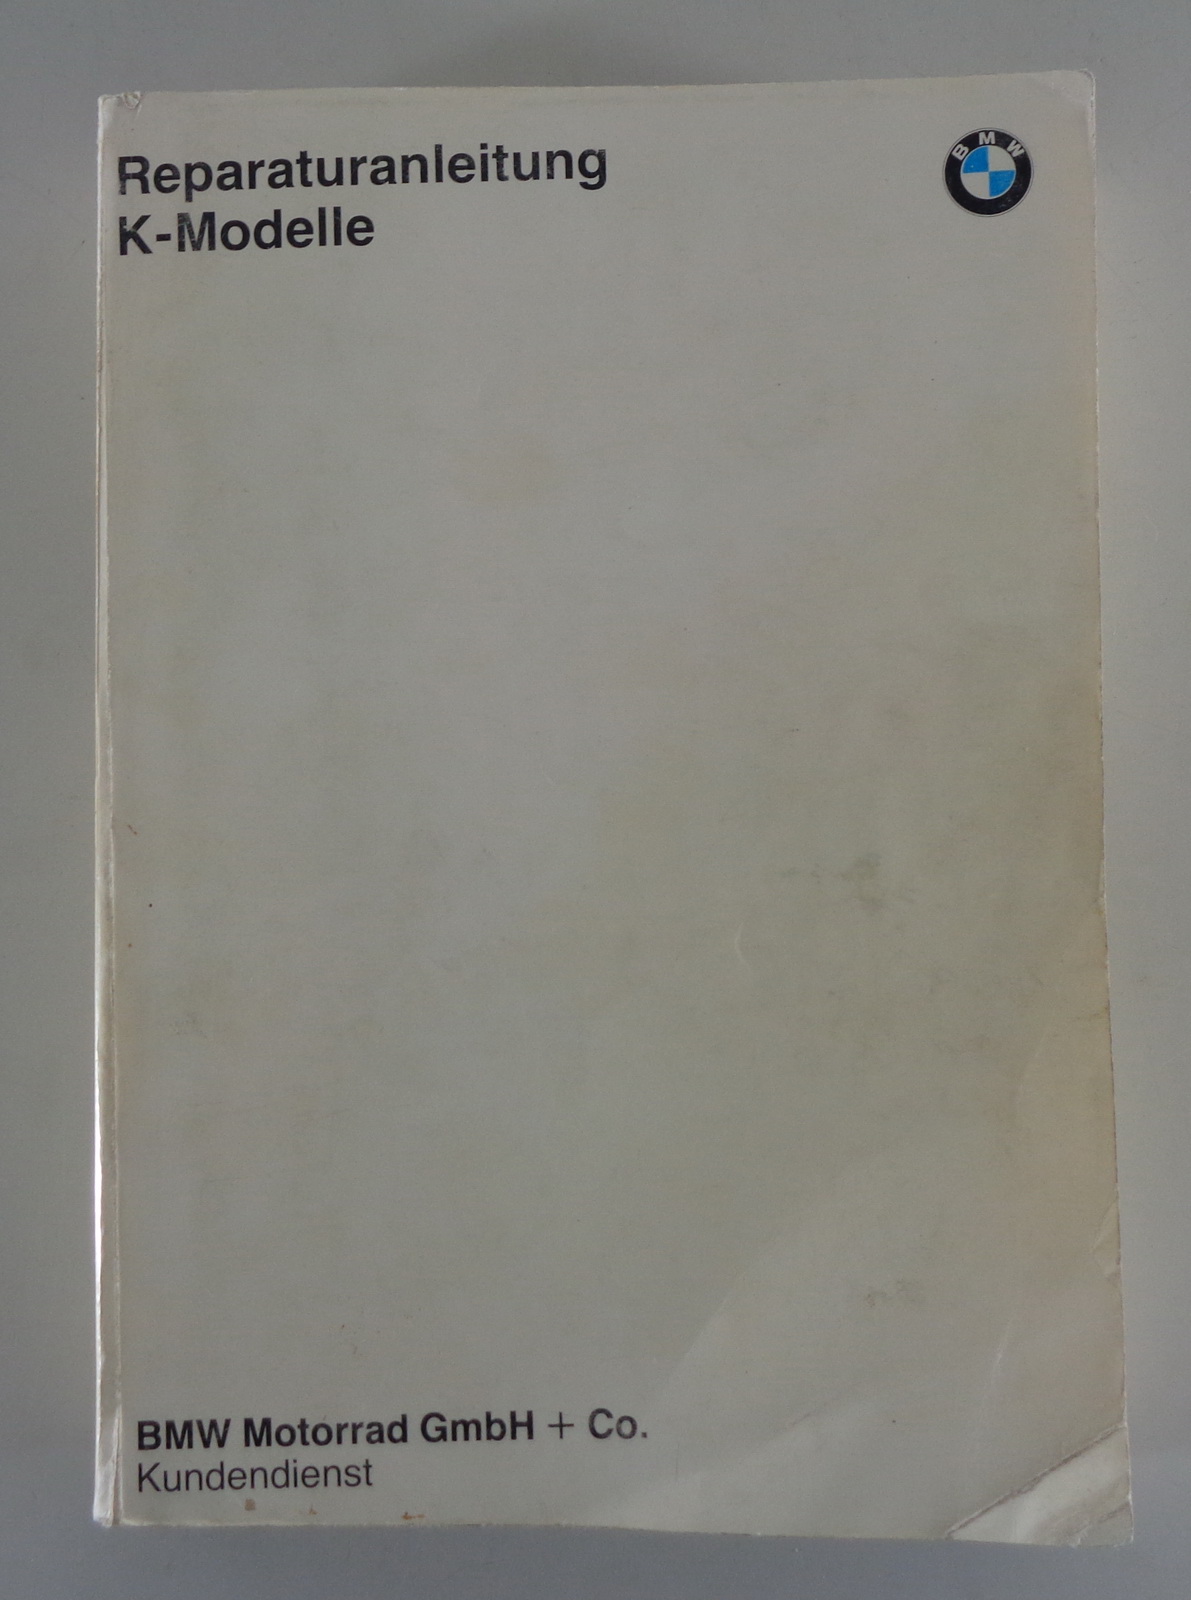 Reparaturanleitung
K-Modelle
BMW
BMW Motorrad GmbH + Co.
Kundendienst